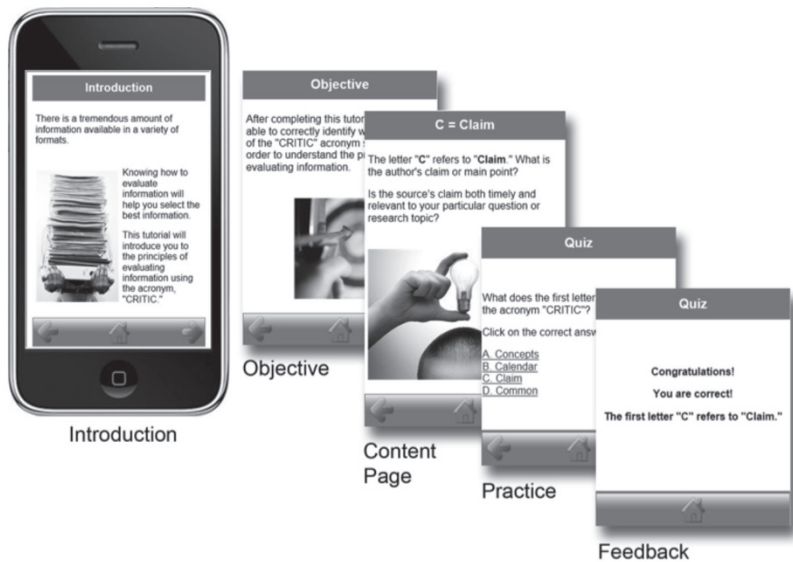 Introduction
There is a tremendous amount of
information available in a variety of
formats.
Knowing how to
evaluate
information will
help you select the
best information.
This tutorial will
introduce you to
the principles of
evaluating
information using
the acronym,
"CRITIC."
Introduction
Objective
After completing this tutor
able to correctly identify w
of the "CRITIC" acronym
order to understand the
evaluating information.
Objective
C = Claim
The letter "C" refers to "Claim." What is
the author's claim or main point?
Is the source's claim both timely and
relevant to your particular question or
research topic?
Content
Page
Quiz
What does the first letter
the acronym "CRITIC"?
Click on the correct answ
A. Concepts
B. Calendar
C. Claim
D. Common
Practice
Quiz
Congratulations!
You are correct!
The first letter "C" refers to "Claim."
Feedback